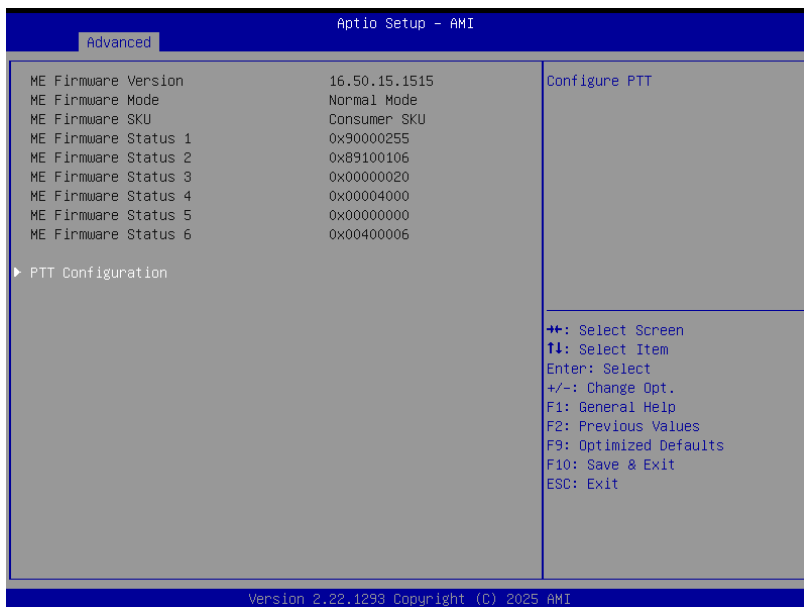 Aptio Setup – AMI
Advanced
ME Firmware Version 16.50.15.1515
ME Firmware Mode Normal Mode
ME Firmware SKU Consumer SKU
ME Firmware Status 1 0x90000255
ME Firmware Status 2 0x89100106
ME Firmware Status 3 0x00000020
ME Firmware Status 4 0x00004000
ME Firmware Status 5 0x00000000
ME Firmware Status 6 0x00400006
▶ PTT Configuration
Configure PTT
→←: Select Screen
↑↓: Select Item
Enter: Select
+/-: Change Opt.
F1: General Help
F2: Previous Values
F9: Optimized Defaults
F10: Save & Exit
ESC: Exit
Version 2.22.1293 Copyright (C) 2025 AMI